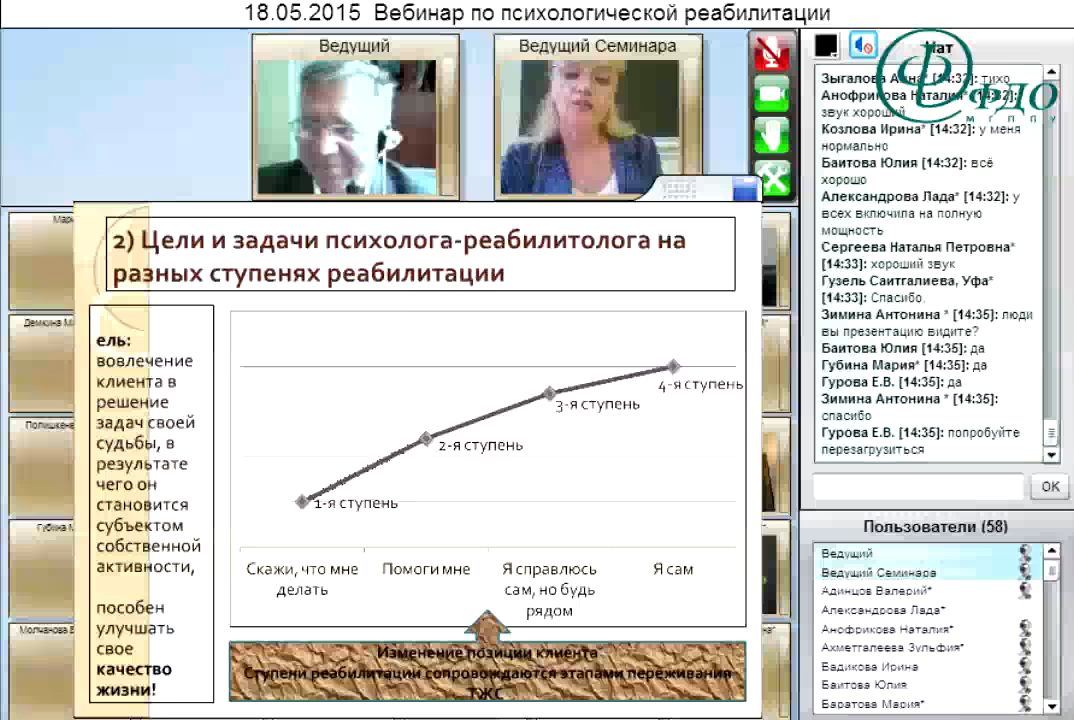 18.05.2015 Вебинар по психологической реабилитации
Ведущий
Ведущий Семинара
Чат
ФДО
МГППУ
Зыгалова Анна* [14:32]: тихо
Анофрикова Наталия* [14:32]:
звук хороший
Козлова Ирина* [14:32]: у меня
нормально
Баитова Юлия [14:32]: всё
хорошо
Александрова Лада* [14:32]: у
всех включила на полную
мощность
Сергеева Наталья Петровна*
[14:33]: хороший звук
Гузель Саитгалиева, Уфа*
[14:33]: Спасибо.
Зимина Антонина * [14:35]: люди
вы презентацию видите?
Баитова Юлия [14:35]: да
Губина Мария* [14:35]: да
Гурова Е.В. [14:35]: да
Зимина Антонина * [14:35]:
спасибо
Гурова Е.В. [14:35]: попробуйте
перезагрузиться
OK
Пользователи (58)
Ведущий
Ведущий Семинара
Адинцов Валерий*
Александрова Лада*
Анофрикова Наталия*
Ахметгалеева Зульфия*
Бадикова Ирина
Баитова Юлия
Баратова Мария*
2) Цели и задачи психолога-реабилитолога на
разных ступенях реабилитации
ель:
вовлечение
клиента в
решение
задач своей
судьбы, в
результате
чего он
становится
субъектом
собственной
активности,
пособен
улучшать
свое
качество
жизни!
4-я ступень
3-я ступень
2-я ступень
1-я ступень
Скажи, что мне
делать
Помоги мне
Я справлюсь
сам, но будь
рядом
Я сам
Изменение позиции клиента
Ступени реабилитации сопровождаются этапами переживания
ТЖС
Демкина М
Губина М
Молчанова В